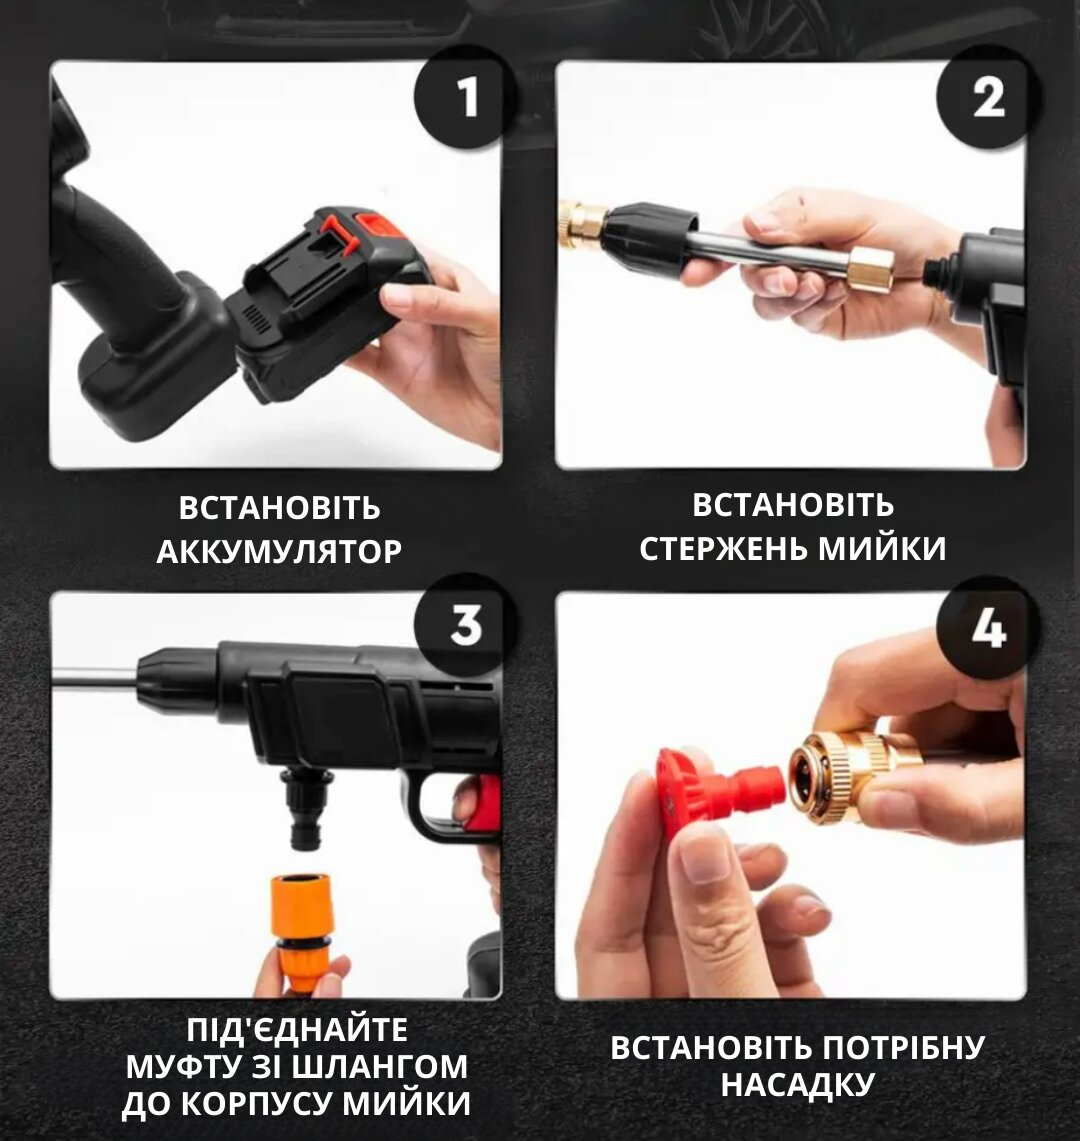 1
2
ВСТАНОВІТЬ
АККУМУЛЯТОР
ВСТАНОВІТЬ
СТЕРЖЕНЬ МИЙКИ
3
4
ПІД'ЄДНАЙТЕ
МУФТУ ЗІ ШЛАНГОМ
ДО КОРПУСУ МИЙКИ
ВСТАНОВІТЬ ПОТРІБНУ
НАСАДКУ